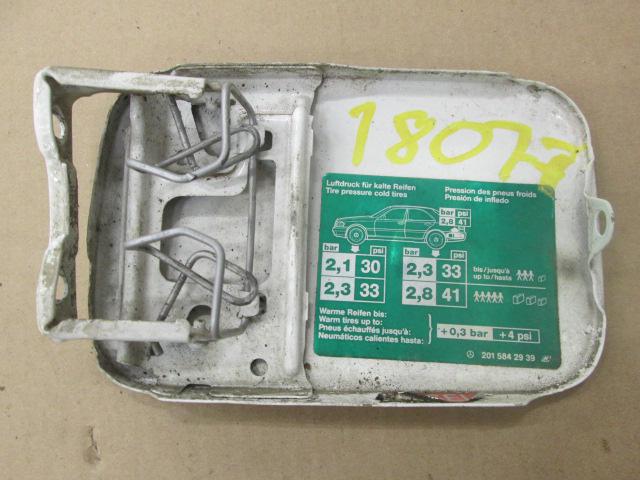 18077
Luftdruck für kalte Reifen
Tire pressure cold tires
Pression des pneus froids
Presión de inflado
bar psi
2,8 41
bar psi
2,1 30
2,3 33
bar psi
2,3 33
2,8 41
bis/jusqu'à
up to/hasta
Warme Reifen bis:
Warm tires up to:
Pneus échauffés jusqu'à:
Neumáticos calientes hasta:
+0,3 bar +4 psi
201 584 29 39